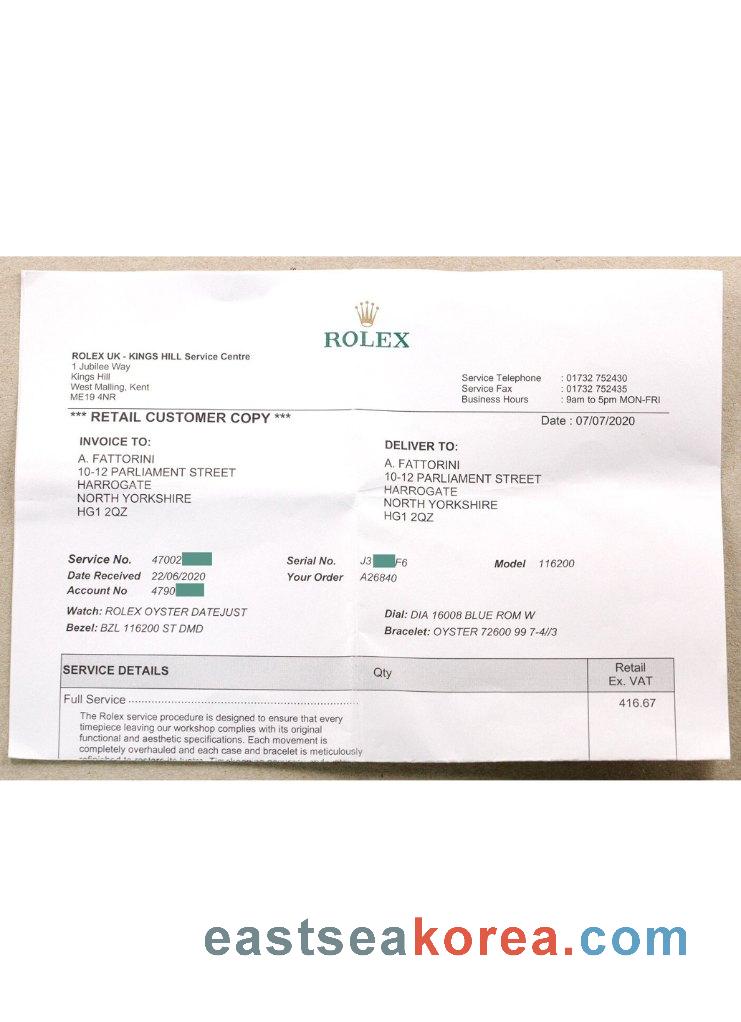 ROLEX
ROLEX UK - KINGS HILL Service Centre
1 Jubilee Way
Kings Hill
West Malling, Kent
ME19 4NR
Service Telephone : 01732 752430
Service Fax : 01732 752435
Business Hours : 9am to 5pm MON-FRI
*** RETAIL CUSTOMER COPY ***
Date : 07/07/2020
INVOICE TO:
A. FATTORINI
10-12 PARLIAMENT STREET
HARROGATE
NORTH YORKSHIRE
HG1 2QZ
DELIVER TO:
A. FATTORINI
10-12 PARLIAMENT STREET
HARROGATE
NORTH YORKSHIRE
HG1 2QZ
Service No. 47002 Serial No. J3 F6 Model 116200
Date Received 22/06/2020 Your Order A26840
Account No 4790
Watch: ROLEX OYSTER DATEJUST Dial: DIA 16008 BLUE ROM W
Bezel: BZL 116200 ST DMD Bracelet: OYSTER 72600 99 7-4//3
SERVICE DETAILS Qty Retail
Ex. VAT
Full Service 416.67
The Rolex service procedure is designed to ensure that every
timepiece leaving our workshop complies with its original
functional and aesthetic specifications. Each movement is
completely overhauled and each case and bracelet is meticulously
eastseakorea.com